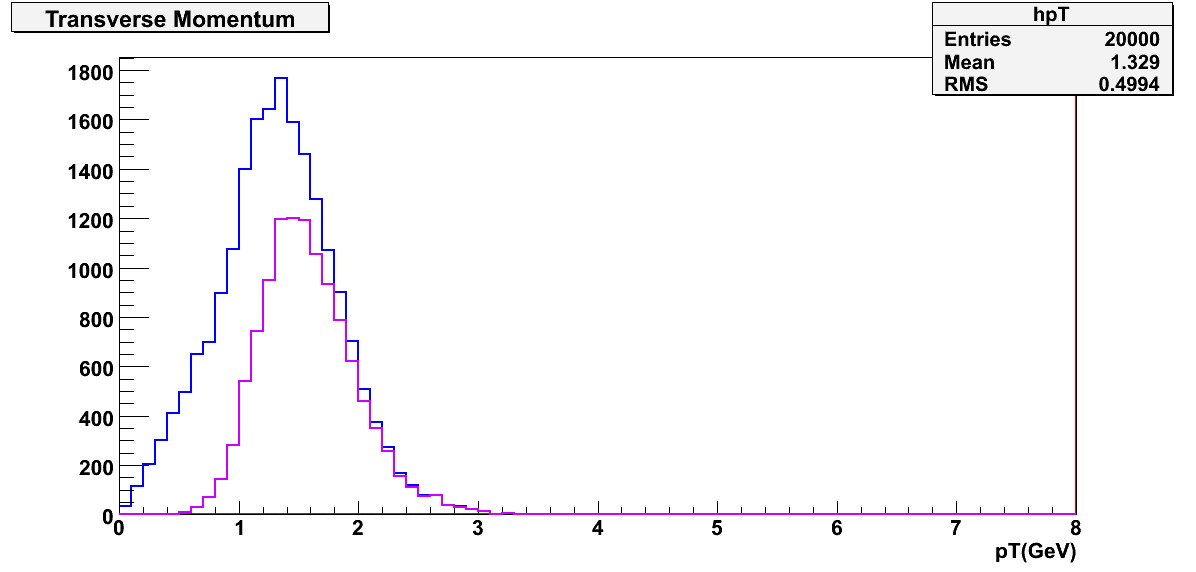 Transverse Momentum
hpT
Entries 20000
Mean 1.329
RMS 0.4994
1800
1600
1400
1200
1000
800
600
400
200
0
0 1 2 3 4 5 6 7 8
pT(GeV)